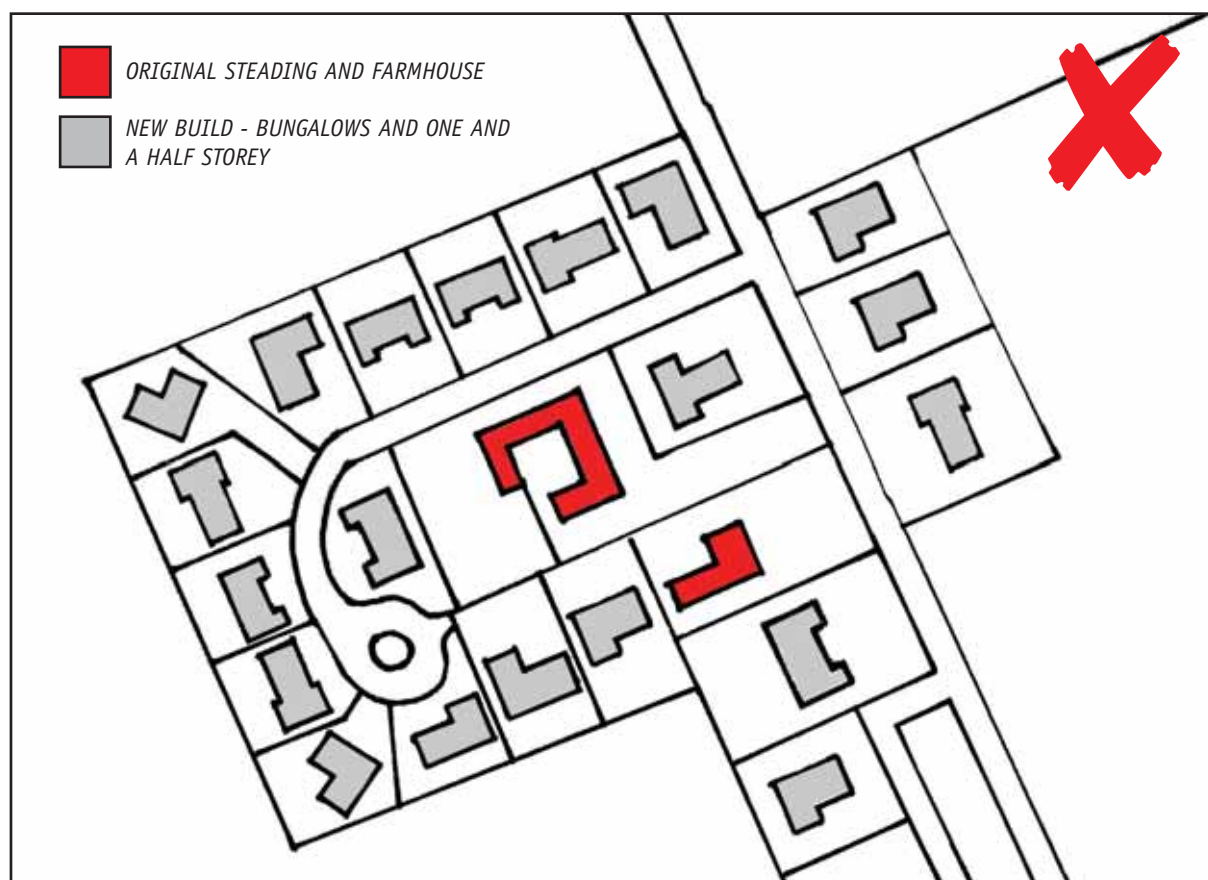 ORIGINAL STEADING AND FARMHOUSE
NEW BUILD - BUNGALOWS AND ONE AND
A HALF STOREY